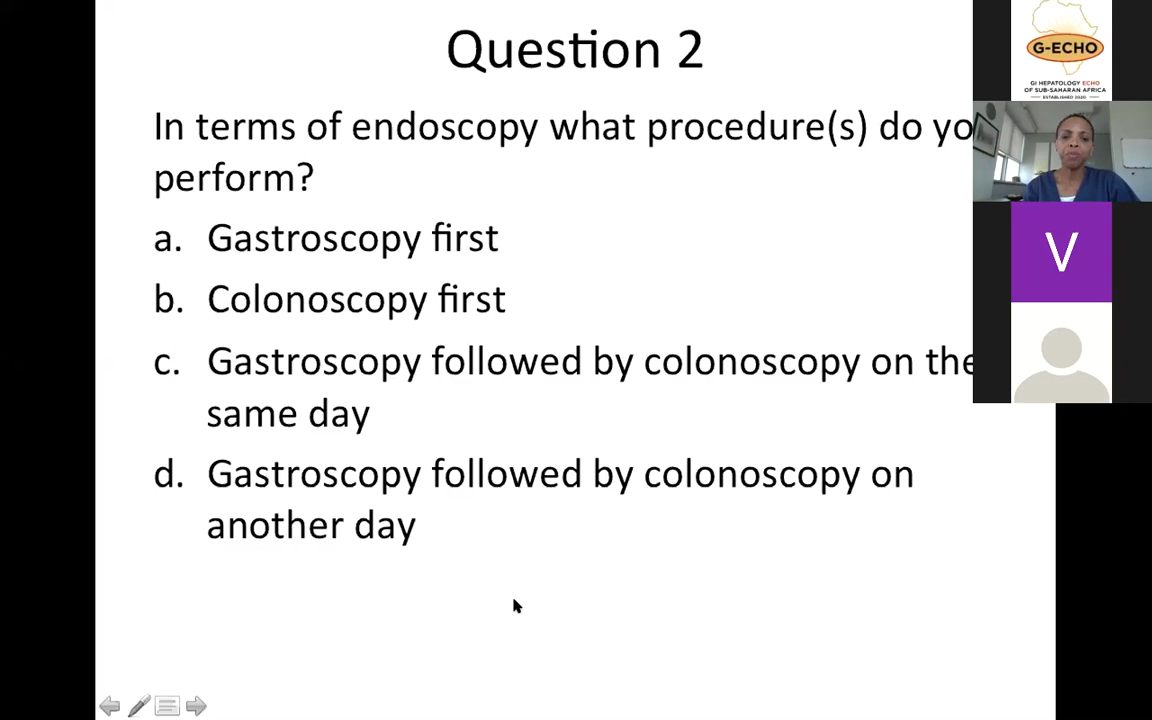 Question 2
In terms of endoscopy what procedure(s) do yo
perform?
a. Gastroscopy first
b. Colonoscopy first
c. Gastroscopy followed by colonoscopy on the
same day
d. Gastroscopy followed by colonoscopy on
another day
G-ECHO
GI HEPATOLOGY ECHO
OF SUB-SAHARAN AFRICA
ESTABLISHED 2020
V